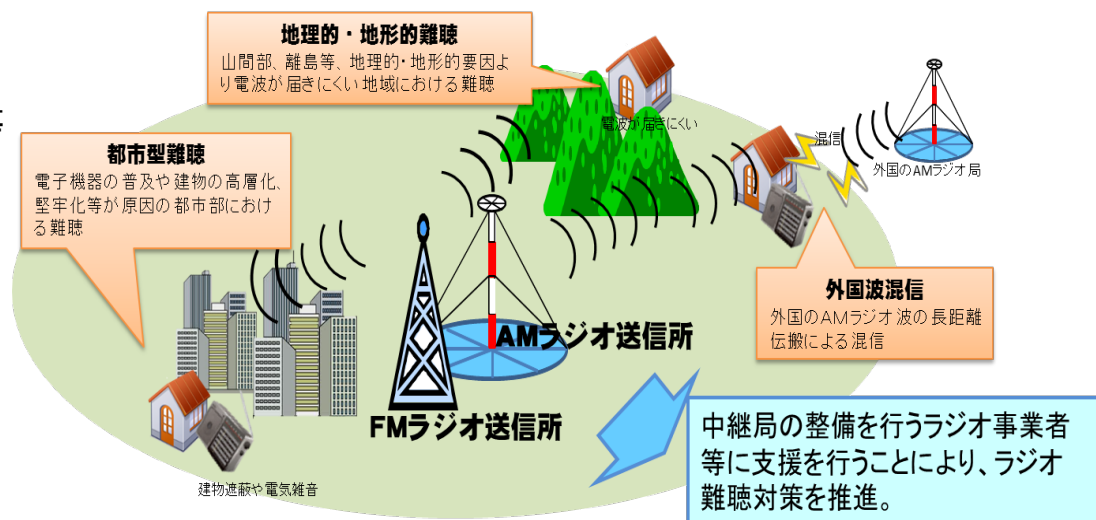 地理的・地形的難聴
山間部、離島等、地理的・地形的要因よ
り電波が届きにくい地域における難聴
電波が届きにくい
混信
外国のAMラジオ局
都市型難聴
電子機器の普及や建物の高層化、
堅牢化等が原因の都市部におけ
る難聴
外国波混信
外国のAMラジオ波の長距離
伝搬による混信
AMラジオ送信所
FMラジオ送信所
建物遮蔽や電気雑音
中継局の整備を行うラジオ事業者
等に支援を行うことにより、ラジオ
難聴対策を推進。